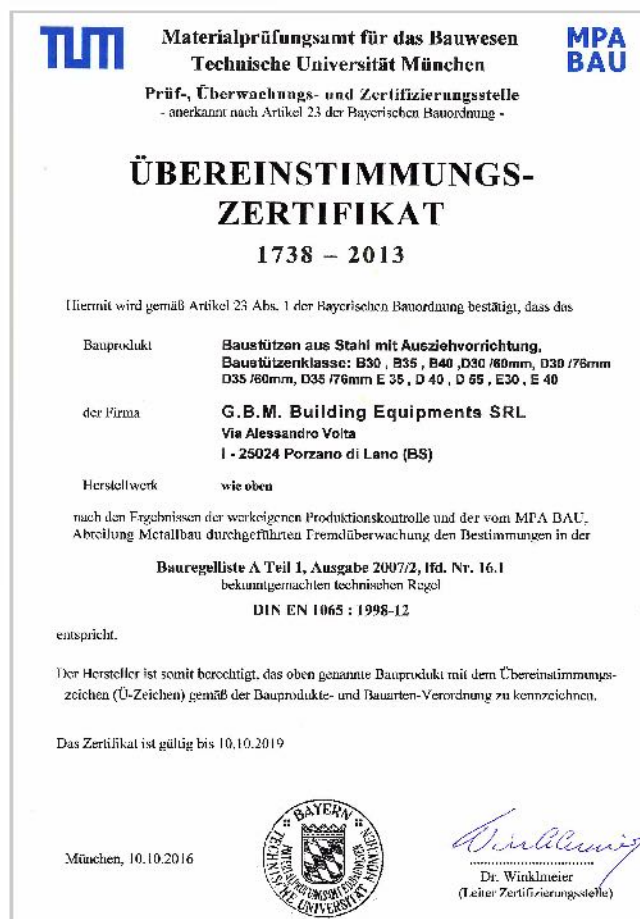 TUM
Materialprüfungsamt für das Bauwesen
Technische Universität München
MPA
BAU
Prüf-, Überwachungs- und Zertifizierungsstelle
- anerkannt nach Artikel 23 der Bayerischen Bauordnung -
ÜBEREINSTIMMUNGS-
ZERTIFIKAT
1738 – 2013
Hiermit wird gemäß Artikel 23 Abs. 1 der Bayerischen Bauordnung bestätigt, dass das
Bauprodukt Baustützen aus Stahl mit Ausziehvorrichtung,
Baustützenklasse: B30 , B35 , B40 ,D30 /60mm, D30 /76mm
D35 /60mm, D35 /76mm E 35 , D 40 , D 55 , E30 , E 40
der Firma G.B.M. Building Equipments SRL
Via Alessandro Volta
I - 25024 Porzano di Leno (BS)
Herstellwerk wie oben
nach den Ergebnissen der werkeigenen Produktionskontrolle und der vom MPA BAU,
Abteilung Metallbau durchgeführten Fremdüberwachung den Bestimmungen in der
Bauregelliste A Teil 1, Ausgabe 2007/2, lfd. Nr. 16.1
bekanntgemachten technischen Regel
DIN EN 1065 : 1998-12
entspricht.
Der Hersteller ist somit berechtigt, das oben genannte Bauprodukt mit dem Übereinstimmungs-
zeichen (Ü-Zeichen) gemäß der Bauprodukte- und Bauarten-Verordnung zu kennzeichnen.
Das Zertifikat ist gültig bis 10.10.2019
München, 10.10.2016
BAYERN
TECHNISCHE UNIVERSITÄT MÜNCHEN
Dr. Winklmeier
(Leiter Zertifizierungsstelle)